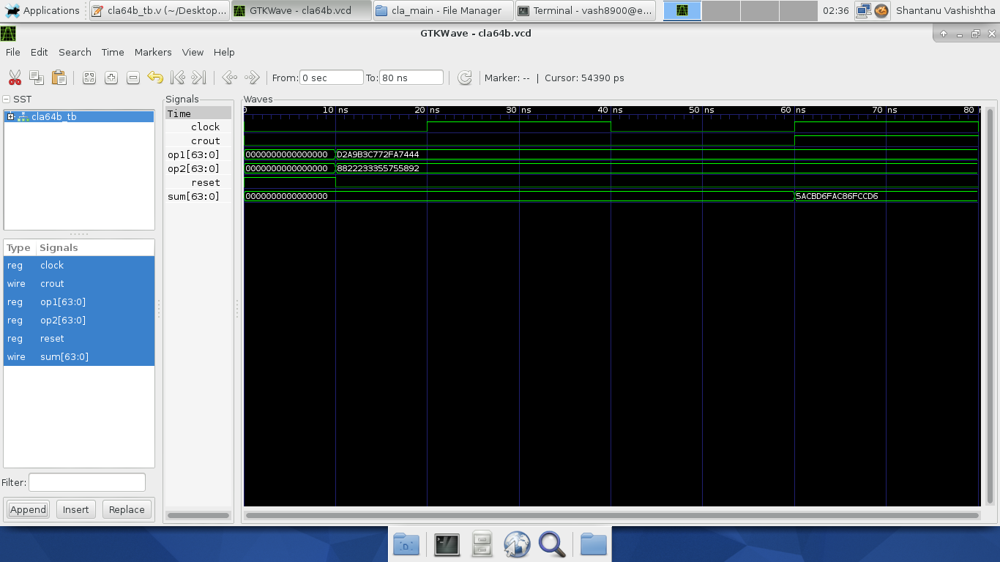 Applications
cla64b_tb.v (~/Desktop...
GTKWave - cla64b.vcd
cla_main - File Manager
Terminal - vash8900@e...
02:36
Shantanu Vashishtha
GTKWave - cla64b.vcd
File Edit Search Time Markers View Help
From: 0 sec To: 80 ns Marker: -- | Cursor: 54390 ps
SST
cla64b_tb
Type Signals
reg clock
wire crout
reg op1[63:0]
reg op2[63:0]
reg reset
wire sum[63:0]
Filter:
Append Insert Replace
Signals
Time
clock
crout
op1[63:0]
op2[63:0]
reset
sum[63:0]
Waves
0 10 ns 20 ns 30 ns 40 ns 50 ns 60 ns 70 ns 80 n
0000000000000000 D2A9B3C772FA7444
0000000000000000 8822233355755892
0000000000000000 5ACBD6FAC86FCCD6